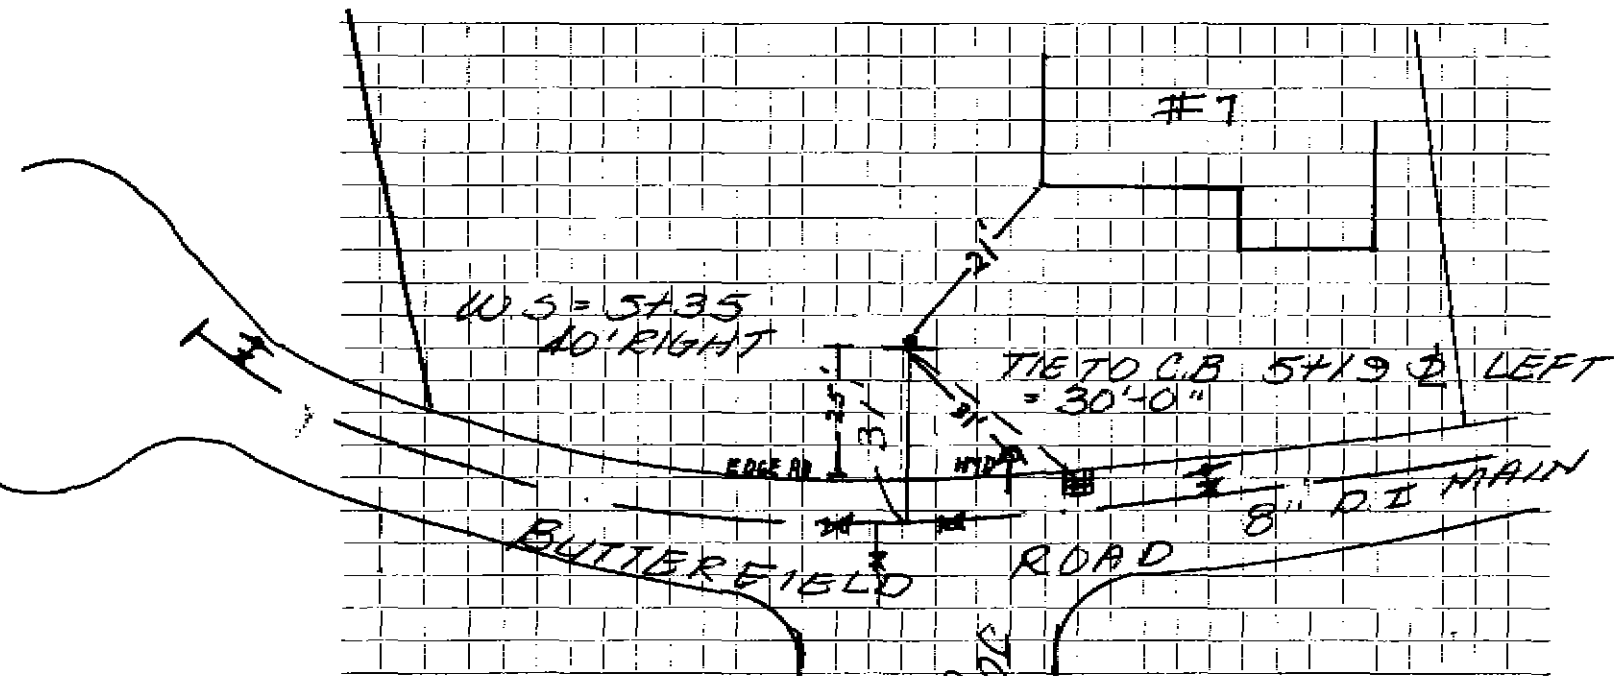 #7
21'
W.S = 5+35
40' RIGHT
TIE TO C.B 5+19 ⅊ LEFT
= 30'-0"
25'
31'
31'
EDGE RD
HYD
8" D I MAIN
BUTTERFIELD ROAD